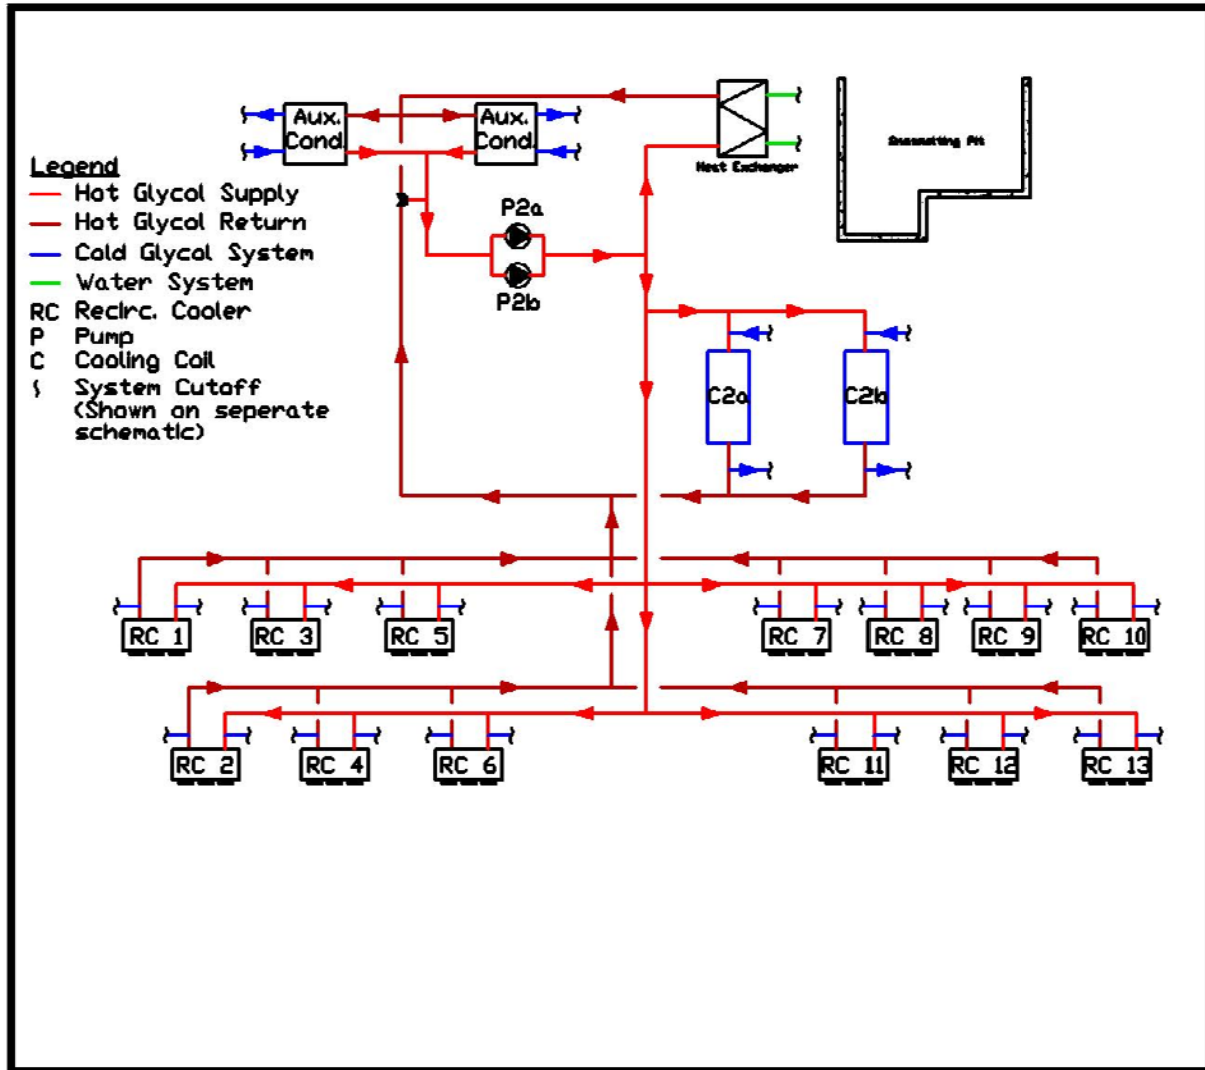 Aux.
Cond.
Aux.
Cond.
Heat Exchanger
Snowmelting Pit
Legend
Hot Glycol Supply
Hot Glycol Return
Cold Glycol System
Water System
RC Recirc. Cooler
P Pump
C Cooling Coil
System Cutoff
(Shown on seperate
schematic)
P2a
P2b
C2a
C2b
RC 1
RC 3
RC 5
RC 7
RC 8
RC 9
RC 10
RC 2
RC 4
RC 6
RC 11
RC 12
RC 13